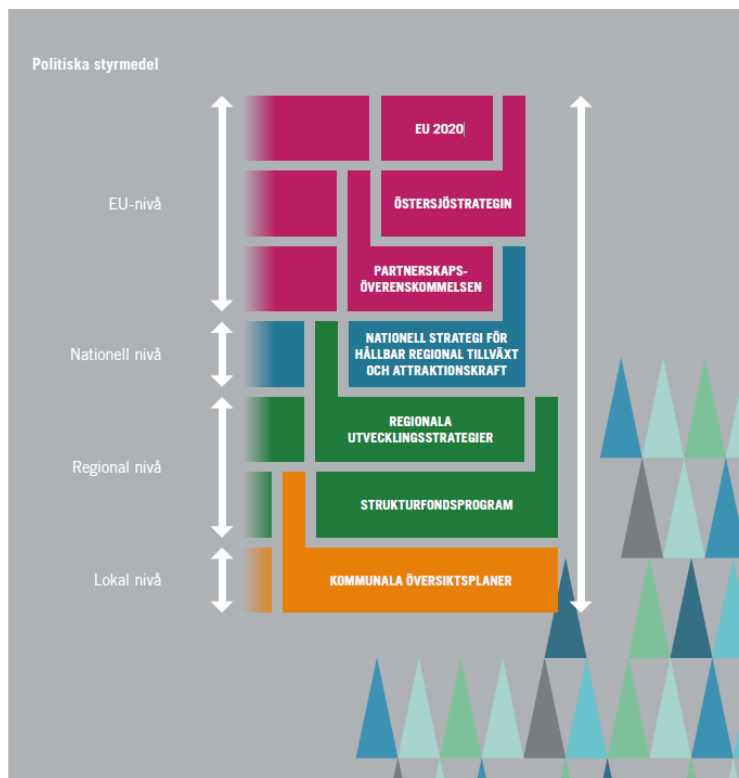 Politiska styrmedel
EU 2020
EU-nivå
ÖSTERSJÖSTRATEGIN
PARTNERSKAPS-
ÖVERENSKOMMELSEN
Nationell nivå
NATIONELL STRATEGI FÖR
HÅLLBAR REGIONAL TILLVÄXT
OCH ATTRAKTIONSKRAFT
REGIONALA
UTVECKLINGSSTRATEGIER
Regional nivå
STRUKTURFONDSPROGRAM
Lokal nivå
KOMMUNALA ÖVERSIKTSPLANER